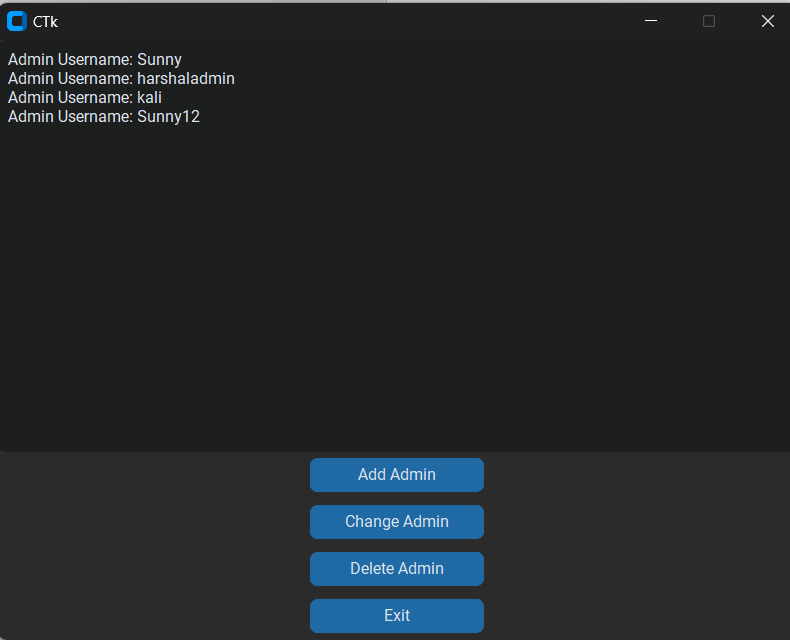 CTk
Admin Username: Sunny
Admin Username: harshaladmin
Admin Username: kali
Admin Username: Sunny12
Add Admin
Change Admin
Delete Admin
Exit